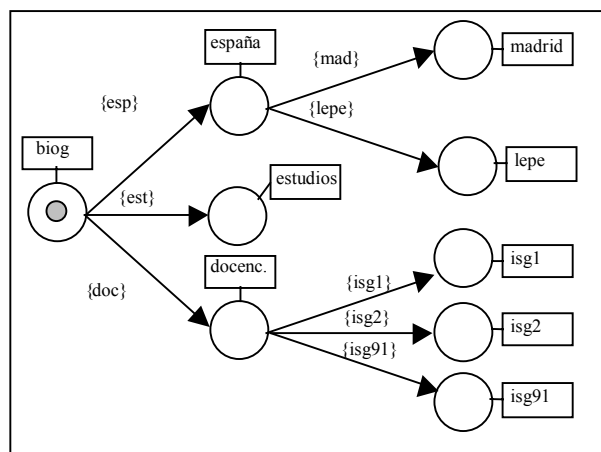 españa
{mad}
madrid
{esp}
{lepe}
biog
lepe
{est}
estudios
docenc.
isg1
{doc}
{isg1}
{isg2}
isg2
{isg91}
isg91